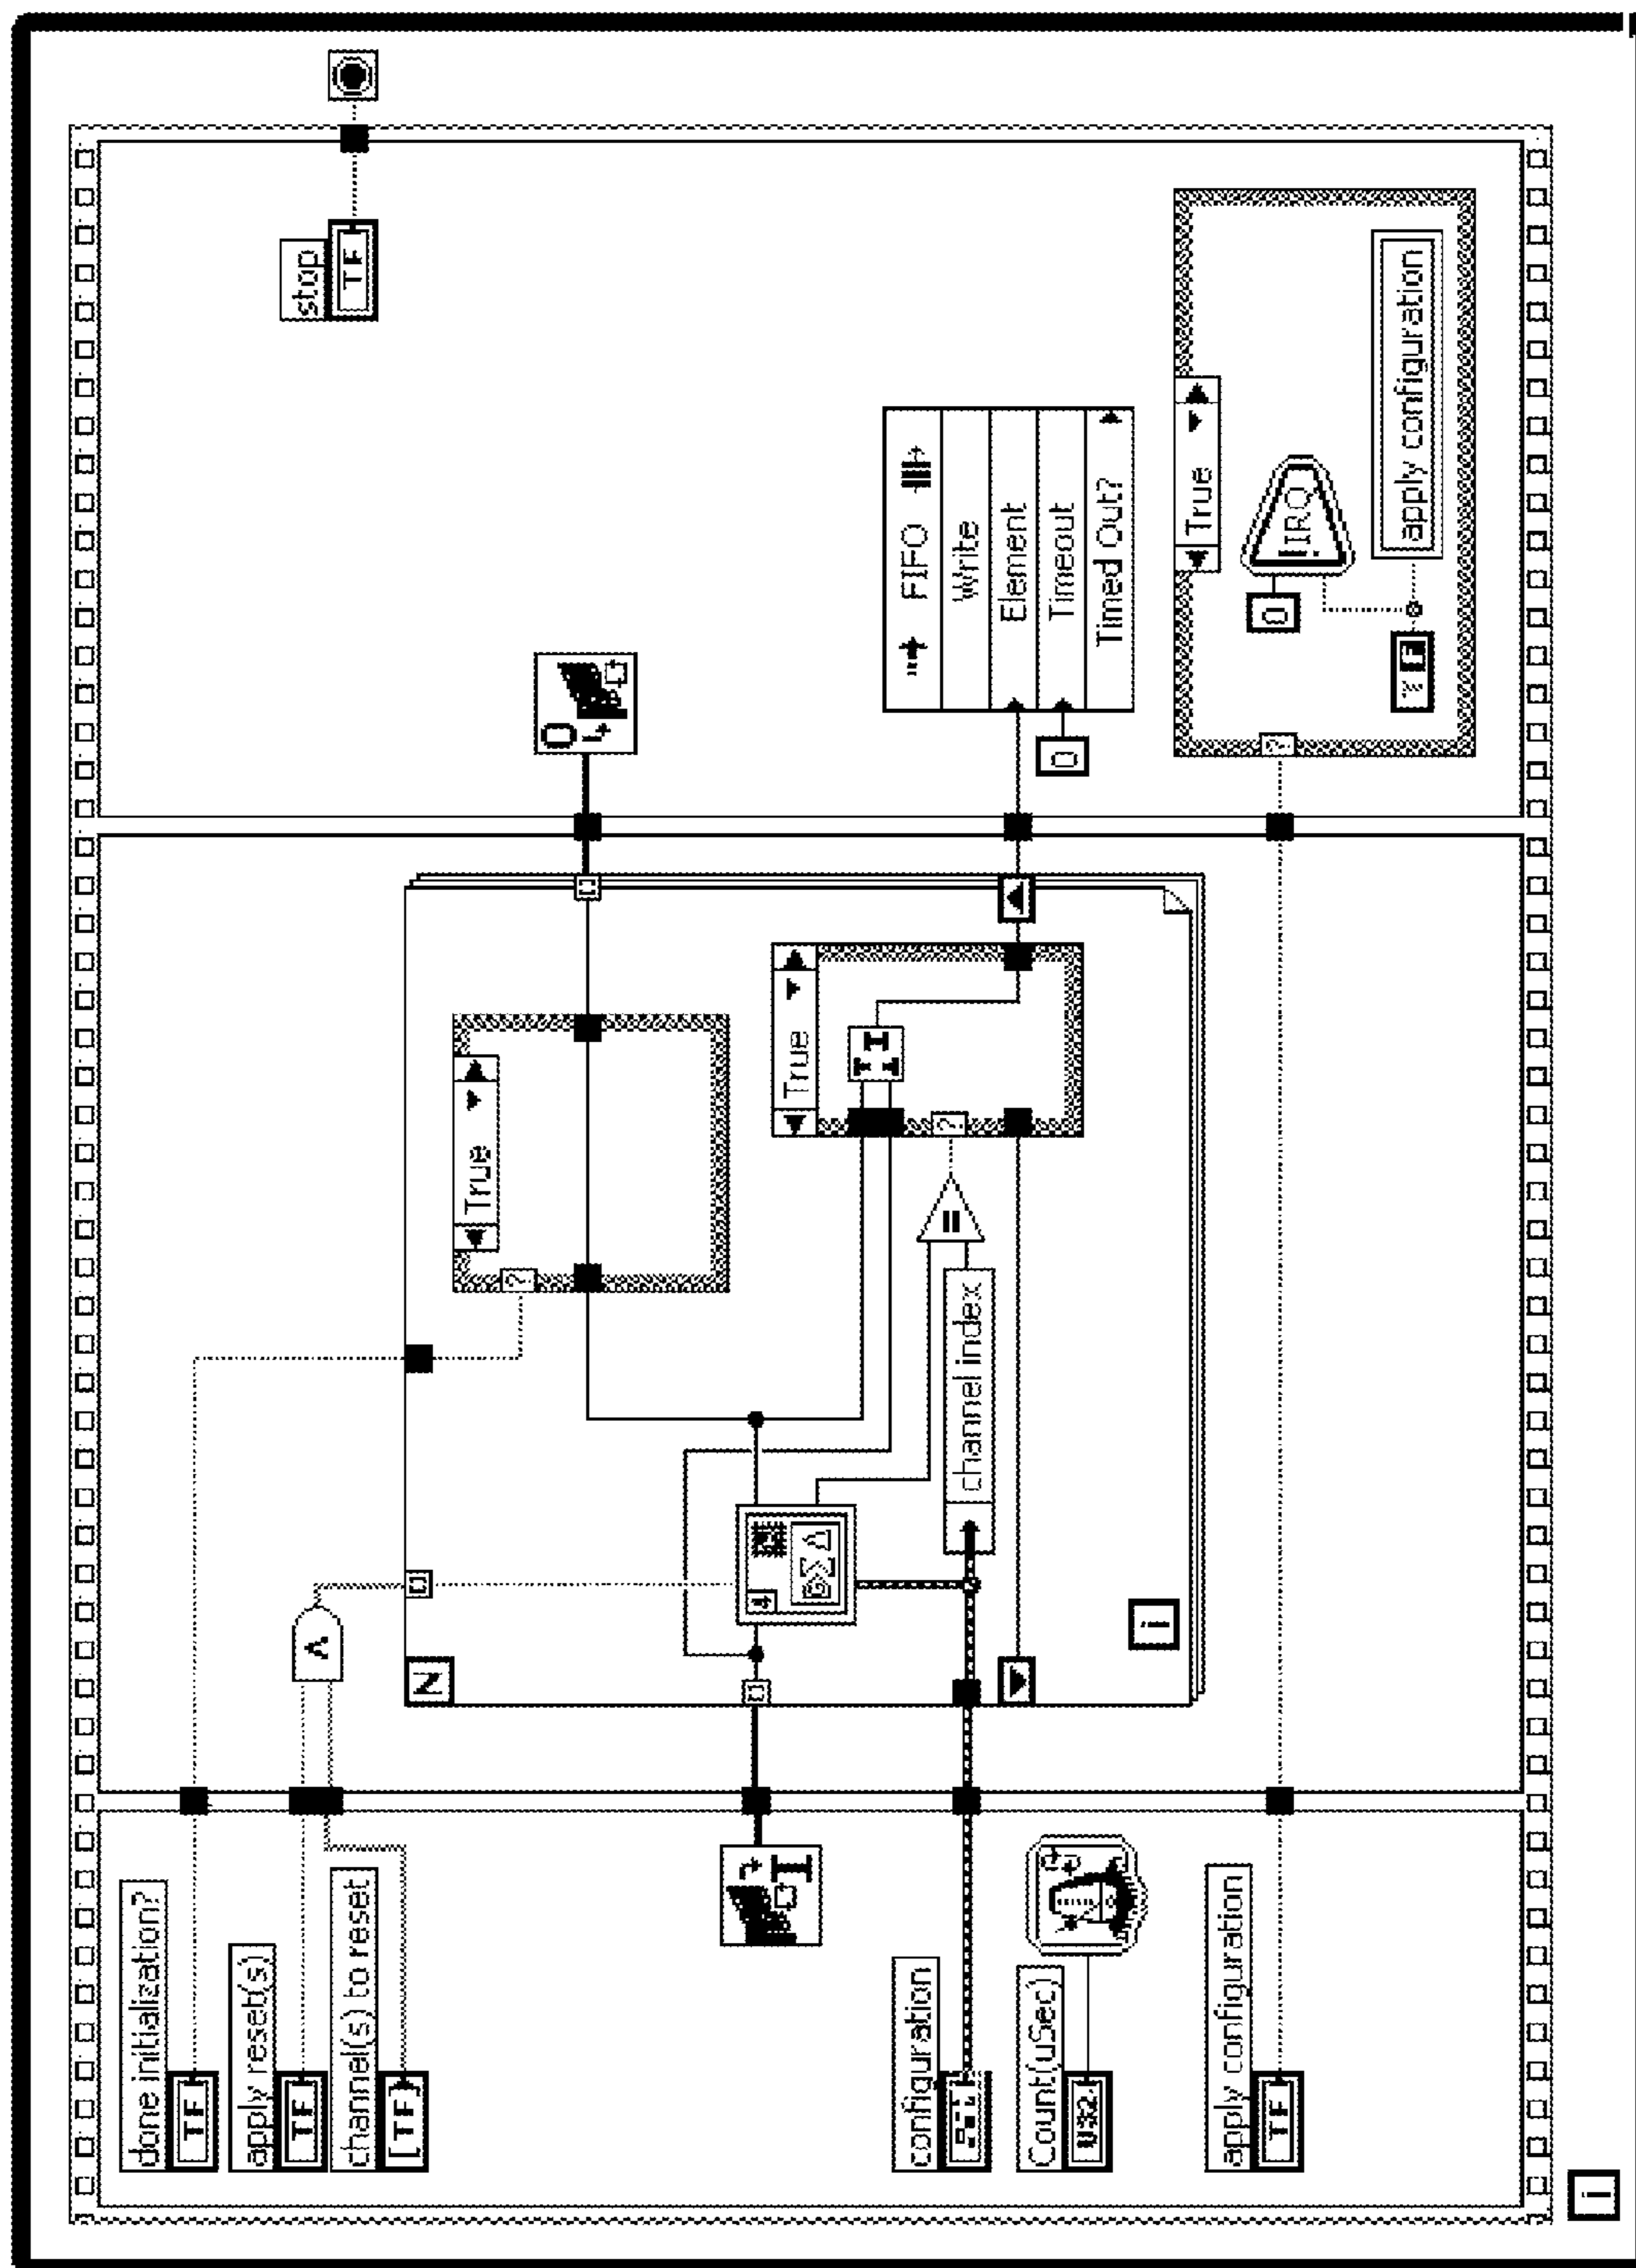 done initialization?
TF
apply reset(s)
TF
channel(s) to reset
[TF]
configuration
Count(uSec)
U32
apply configuration
TF
N
4
True
channel index
=
True
i
O
FIFO
Write
Element
Timeout
Timed Out?
0
stop
TF
True
0
IRQ
apply configuration
i